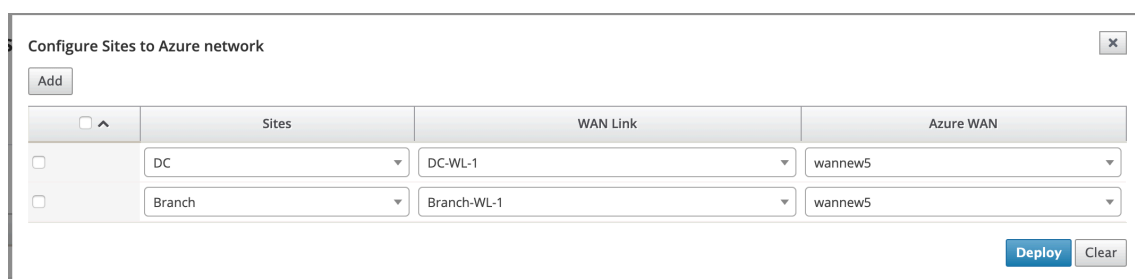 Configure Sites to Azure network
Add
Sites WAN Link Azure WAN
DC DC-WL-1 wannew5
Branch Branch-WL-1 wannew5
Deploy Clear